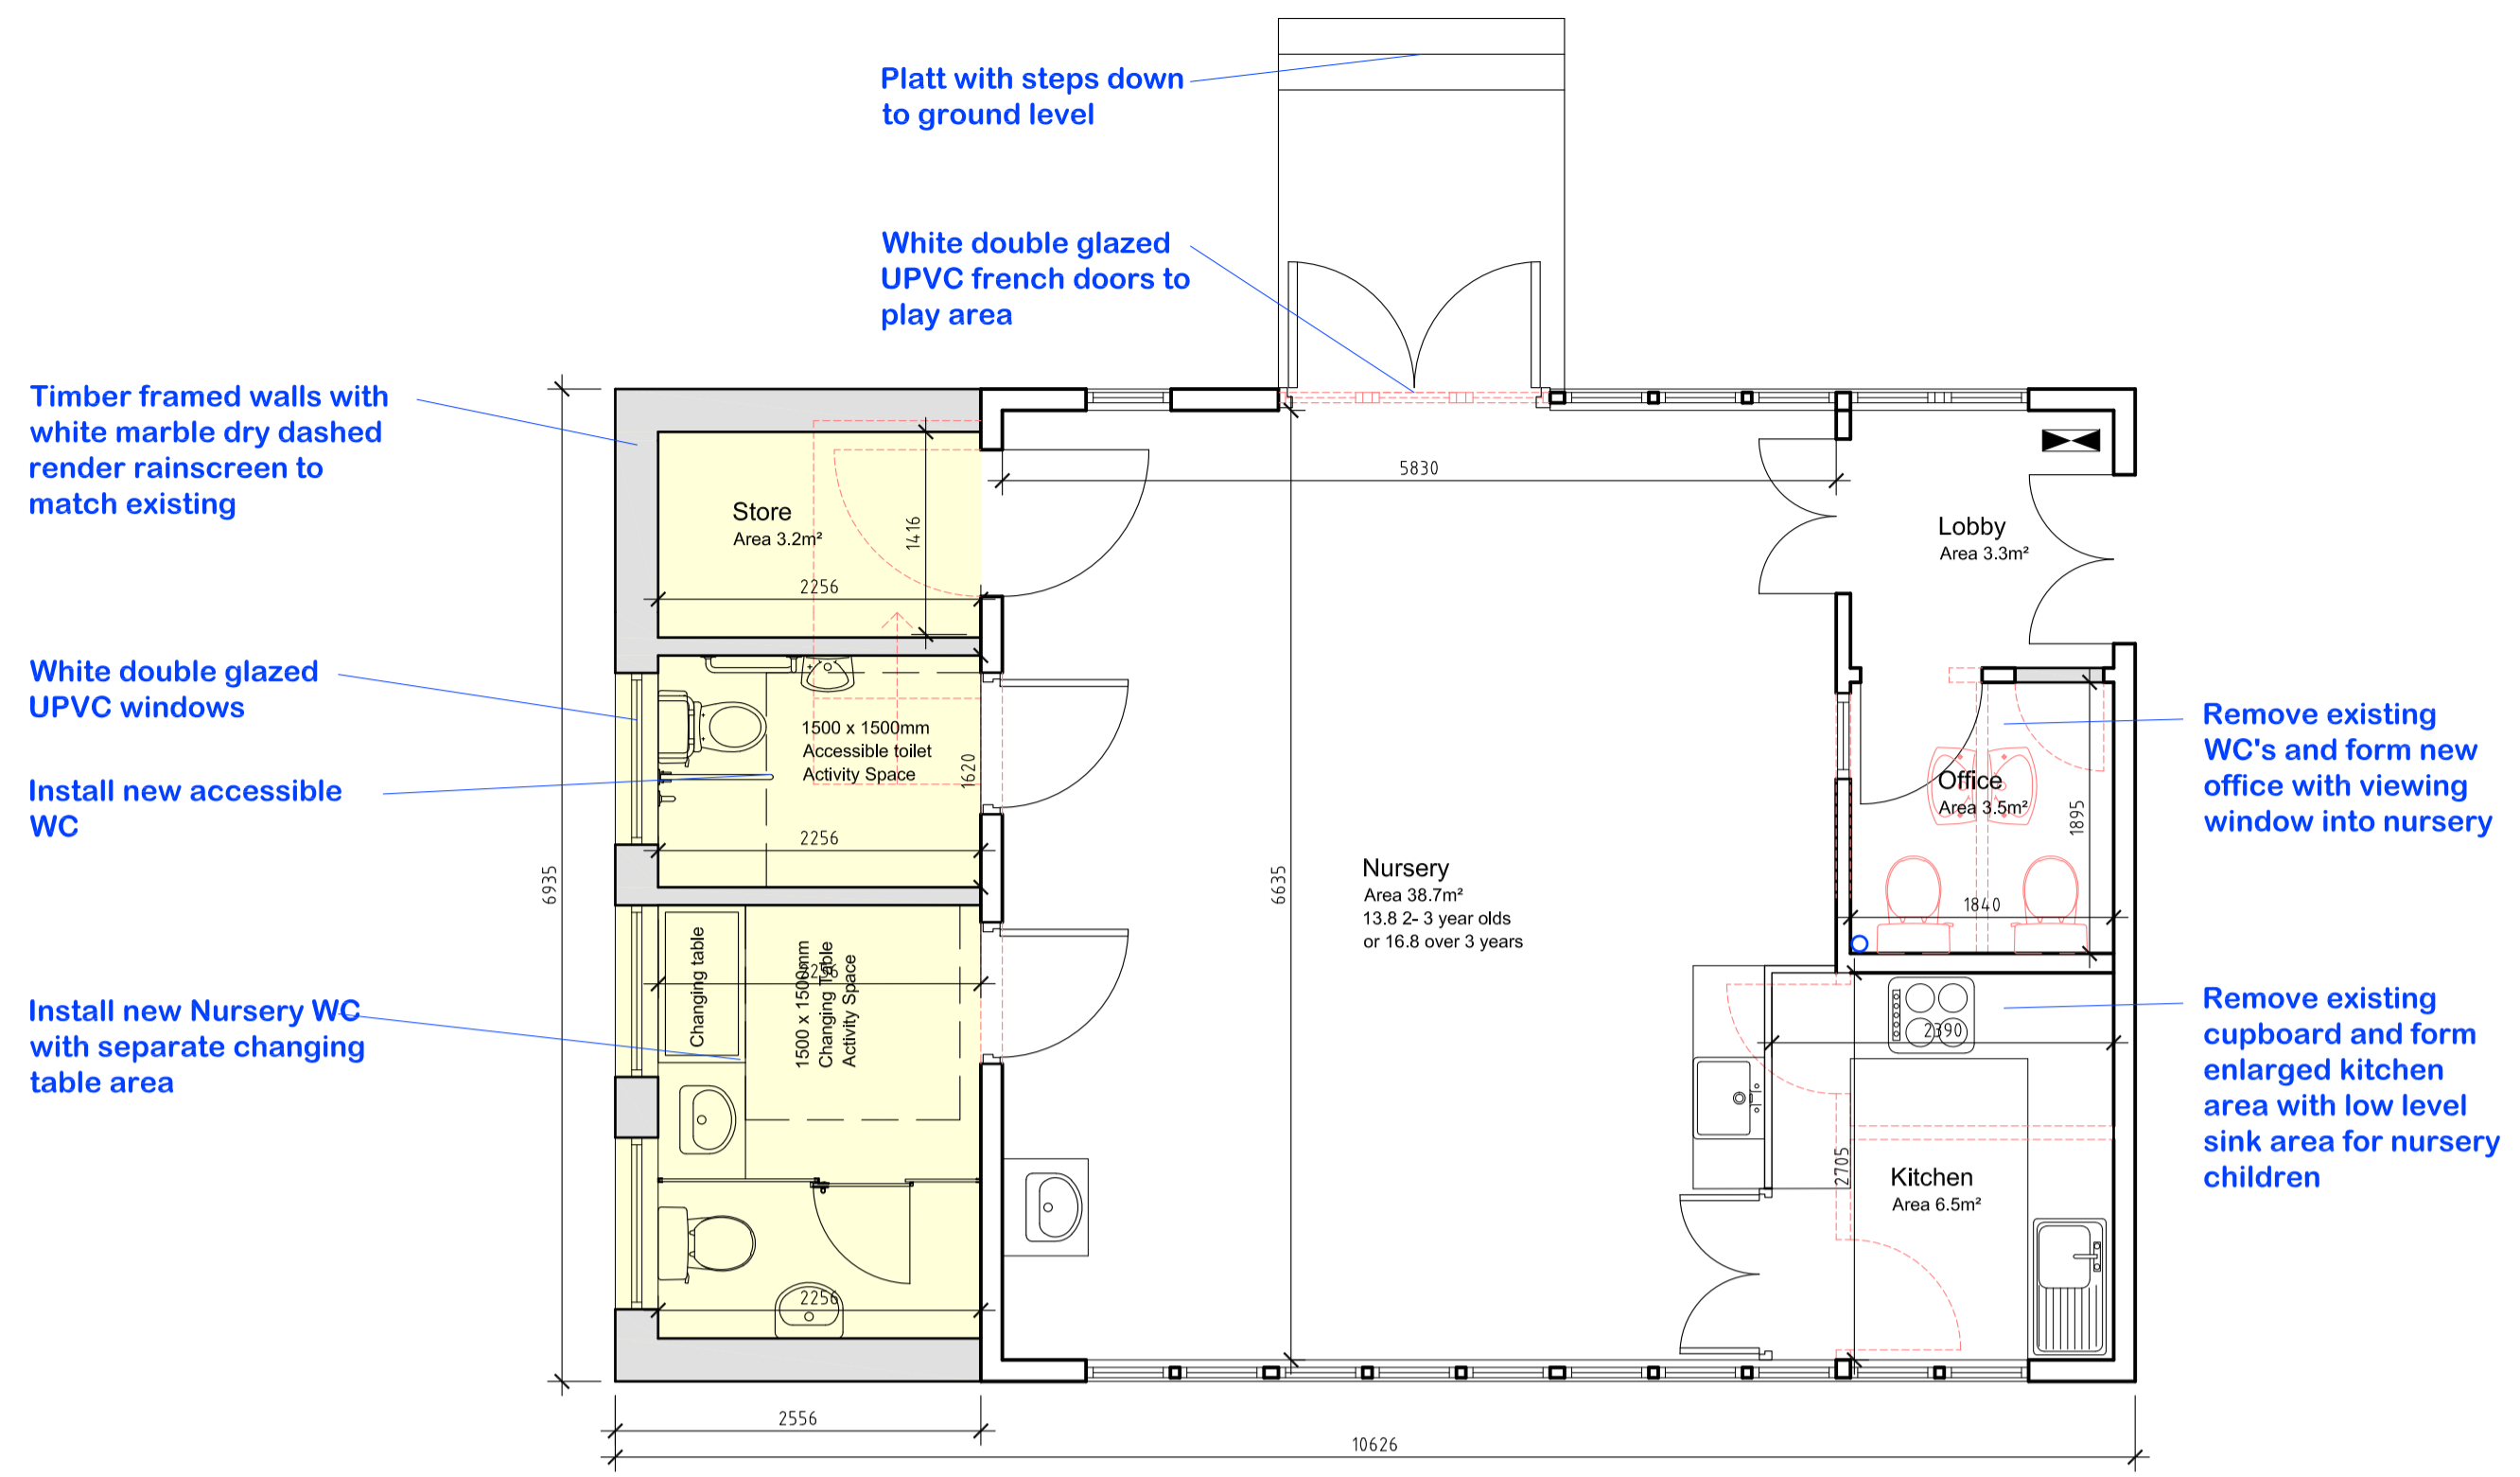 Platt with steps down
to ground level
White double glazed
UPVC french doors to
play area
Timber framed walls with
white marble dry dashed
render rainscreen to
match existing
White double glazed
UPVC windows
Install new accessible
WC
Install new Nursery WC
with separate changing
table area
Remove existing
WC's and form new
office with viewing
window into nursery
Remove existing
cupboard and form
enlarged kitchen
area with low level
sink area for nursery
children
Store
Area 3.2m²
1416
2256
5830
Lobby
Area 3.3m²
1500 x 1500mm
Accessible toilet
Activity Space
1620
2256
Office
Area 3.5m²
1895
1840
6935
6635
Nursery
Area 38.7m²
13.8 2- 3 year olds
or 16.8 over 3 years
Changing table
1500 x 1500mm
Changing Table
Activity Space
2256
2390
2705
Kitchen
Area 6.5m²
2256
2556
10626